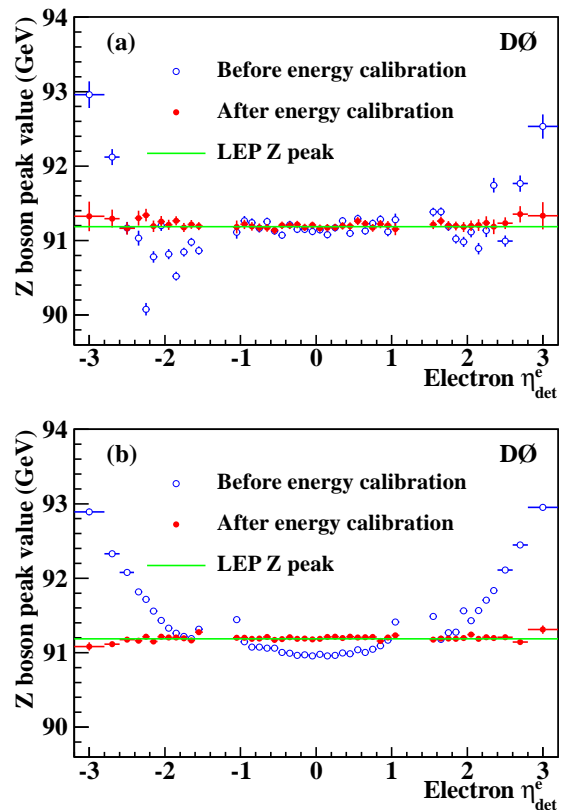 (a) DØ
Before energy calibration
After energy calibration
LEP Z peak
Z boson peak value (GeV)
94
93
92
91
90
-3 -2 -1 0 1 2 3
Electron η^e_det
(b) DØ
Before energy calibration
After energy calibration
LEP Z peak
Z boson peak value (GeV)
94
93
92
91
90
-3 -2 -1 0 1 2 3
Electron η^e_det